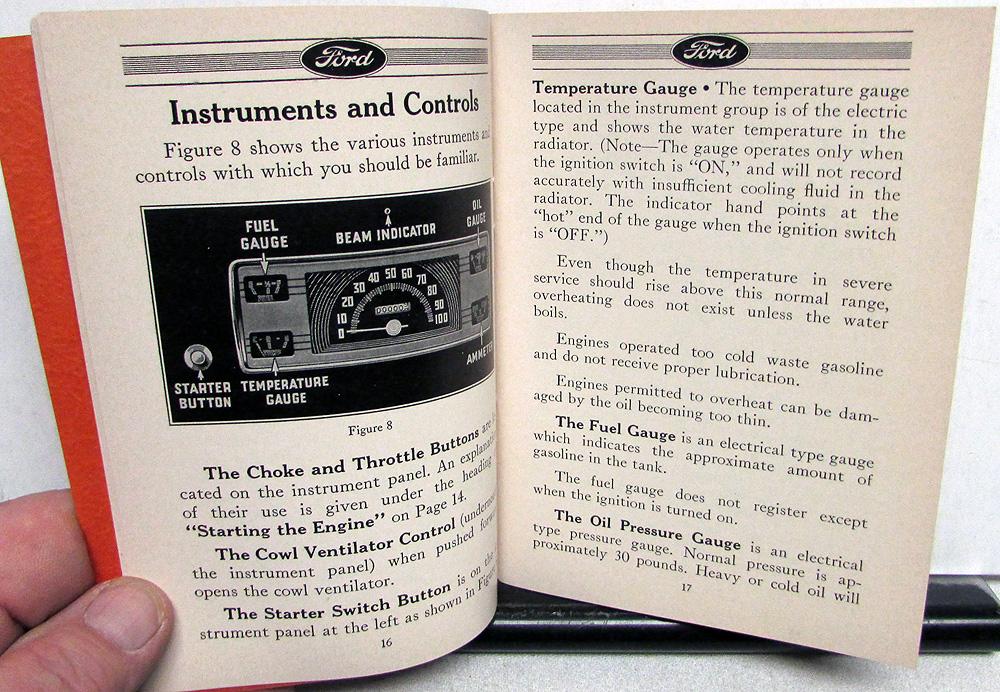 Ford
Instruments and Controls
Figure 8 shows the various instruments
controls with which you should be familiar.
FUEL
GAUGE
BEAM INDICATOR
OIL
GAUGE
0 10 20 30 40 50 60 70 80 90 100
STARTER
BUTTON
TEMPERATURE
GAUGE
Figure 8
The Choke and Throttle Buttons are
cated on the instrument panel. An
of their use is given under the heading
“Starting the Engine” on Page 14.
The Cowl Ventilator Control
the instrument panel) when pushed
opens the cowl ventilator.
The Starter Switch Button is on the
strument panel at the left as shown in
16
Ford
Temperature Gauge • The temperature gauge
located in the instrument group is of the electric
type and shows the water temperature in the
radiator. (Note—The gauge operates only when
the ignition switch is “ON,” and will not record
accurately with insufficient cooling fluid in the
radiator. The indicator hand points at the
“hot” end of the gauge when the ignition switch
is “OFF.”)
Even though the temperature in severe
service should rise above this normal range,
overheating does not exist unless the water
boils.
Engines operated too cold waste gasoline
and do not receive proper lubrication.
Engines permitted to overheat can be dam-
aged by the oil becoming too thin.
The Fuel Gauge is an electrical type gauge
which indicates the approximate amount of
gasoline in the tank.
The fuel gauge does not register except
when the ignition is turned on.
The Oil Pressure Gauge is an electrical
type pressure gauge. Normal pressure is ap-
proximately 30 pounds. Heavy or cold oil will
17